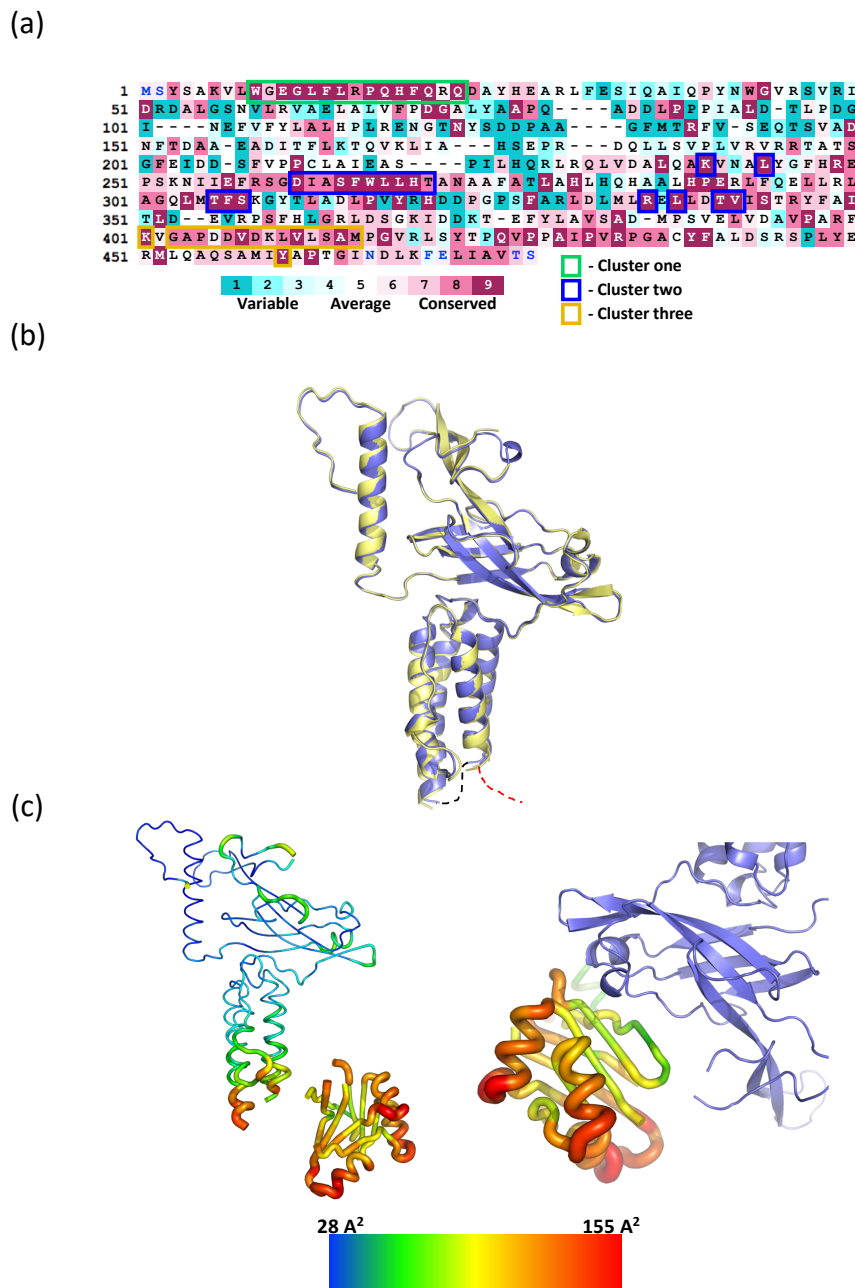 (a)
1 MSYSAKVLWGEGLFLRPQHFQRQDAYHEARLFESIQAIQPYNWGVRSVRI
51 DRDALGSNVLRVAELALVFPDGALYAAPQ----ADDLPPPIALD-TLPDG
101 I----NEFVFYLALHPLRENGTNYSDDPAA----GFMTRFV-SEQTSVAD
151 NFTDAA-EADITFLKTQVKLIA---HSEPR---DQLLSVPLVRVRRTATS
201 GFEIDD-SFVPPCLAIEAS----PILHQRLRQLVDALQAKVNALYGFHRE
251 PSKNIIEFRSGDIASFWLLHTANAAFATLAHLHQHAALHPERLFQELLRL
301 AGQLMTFSKGYTLADLPVYRHDDPGPSFARLDLMLRELLDTVISTRYFAI
351 TLD--EVRPSFHLGRLDSGKIDDKT-EFYLAVSAD-MPSVELVDAVPARF
401 KVGAPDDVDKLVLSAMPGVRLSYTPQVPPAIPVRPGACYFALDSRSPLYE
451 RMLQAQSAMIYAPTGINDLKFELIAVTS
1 2 3 4 5 6 7 8 9
Variable Average Conserved
- Cluster one
- Cluster two
- Cluster three
(b)
(c)
28 A² 155 A²